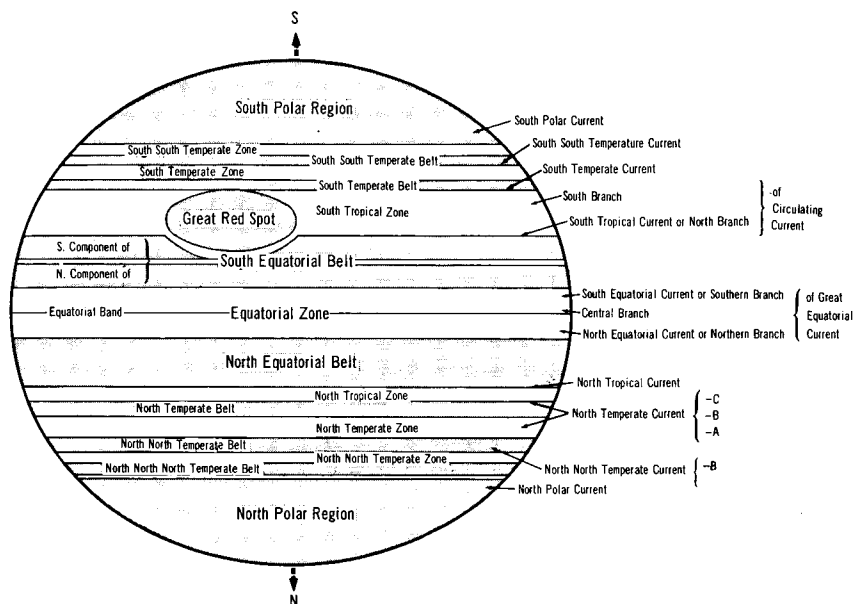 S
South Polar Region
South Polar Current
South South Temperate Zone
South South Temperature Current
South South Temperate Belt
South Temperate Zone
South Temperate Current
South Temperate Belt
South Branch
Great Red Spot
South Tropical Zone
South Tropical Current or North Branch
of
Circulating
Current
S. Component of
N. Component of
South Equatorial Belt
South Equatorial Current or Southern Branch
Equatorial Band
Equatorial Zone
Central Branch
North Equatorial Current or Northern Branch
of Great
Equatorial
Current
North Equatorial Belt
North Tropical Current
North Tropical Zone
North Temperate Belt
North Temperate Current
-C
-B
-A
North Temperate Zone
North North Temperate Belt
North North Temperate Zone
North North Temperate Current
-B
North North North Temperate Belt
North Polar Current
North Polar Region
N